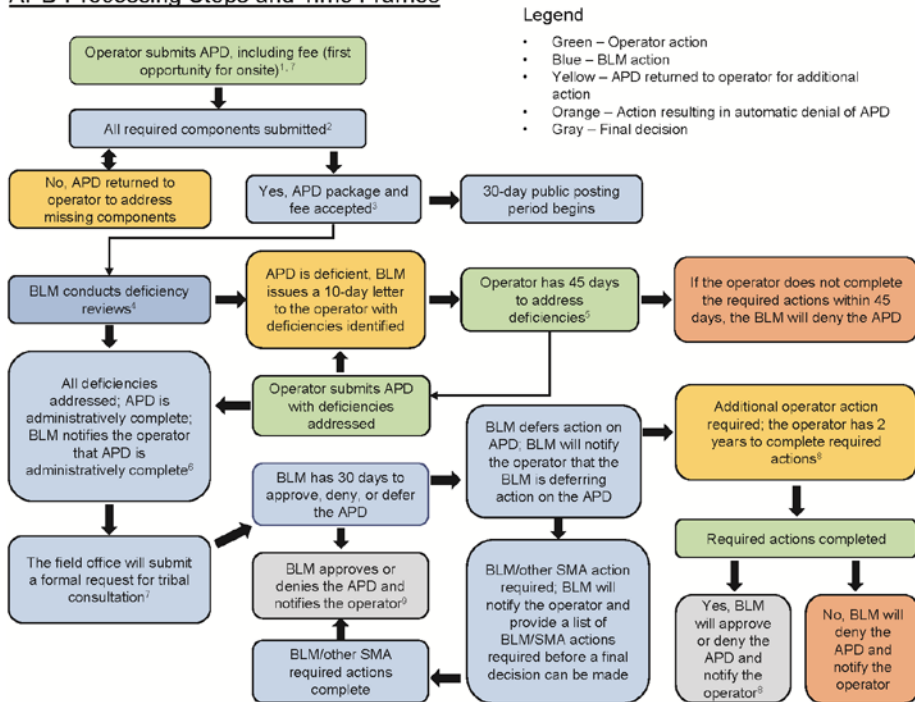 APD Processing Steps and Time Frames
Legend
• Green – Operator action
• Blue – BLM action
• Yellow – APD returned to operator for additional
action
• Orange – Action resulting in automatic denial of APD
• Gray – Final decision
Operator submits APD, including fee (first
opportunity for onsite)1, 7
All required components submitted2
No, APD returned to
operator to address
missing components
Yes, APD package and
fee accepted3
30-day public posting
period begins
BLM conducts deficiency
reviews4
APD is deficient, BLM
issues a 10-day letter
to the operator with
deficiencies identified
Operator has 45 days
to address
deficiencies5
If the operator does not complete
the required actions within 45
days, the BLM will deny the APD
All deficiencies
addressed; APD is
administratively complete;
BLM notifies the operator
that APD is
administratively complete6
Operator submits APD
with deficiencies
addressed
BLM defers action on
APD; BLM will notify
the operator that the
BLM is deferring
action on the APD
Additional operator action
required; the operator has 2
years to complete required
actions8
BLM has 30 days to
approve, deny, or defer
the APD
The field office will submit
a formal request for tribal
consultation7
BLM approves or
denies the APD and
notifies the operator9
BLM/other SMA action
required; BLM will
notify the operator and
provide a list of
BLM/SMA actions
required before a final
decision can be made
Required actions completed
BLM/other SMA
required actions
complete
Yes, BLM
will approve
or deny the
APD and
notify the
operator8
No, BLM will
deny the
APD and
notify the
operator